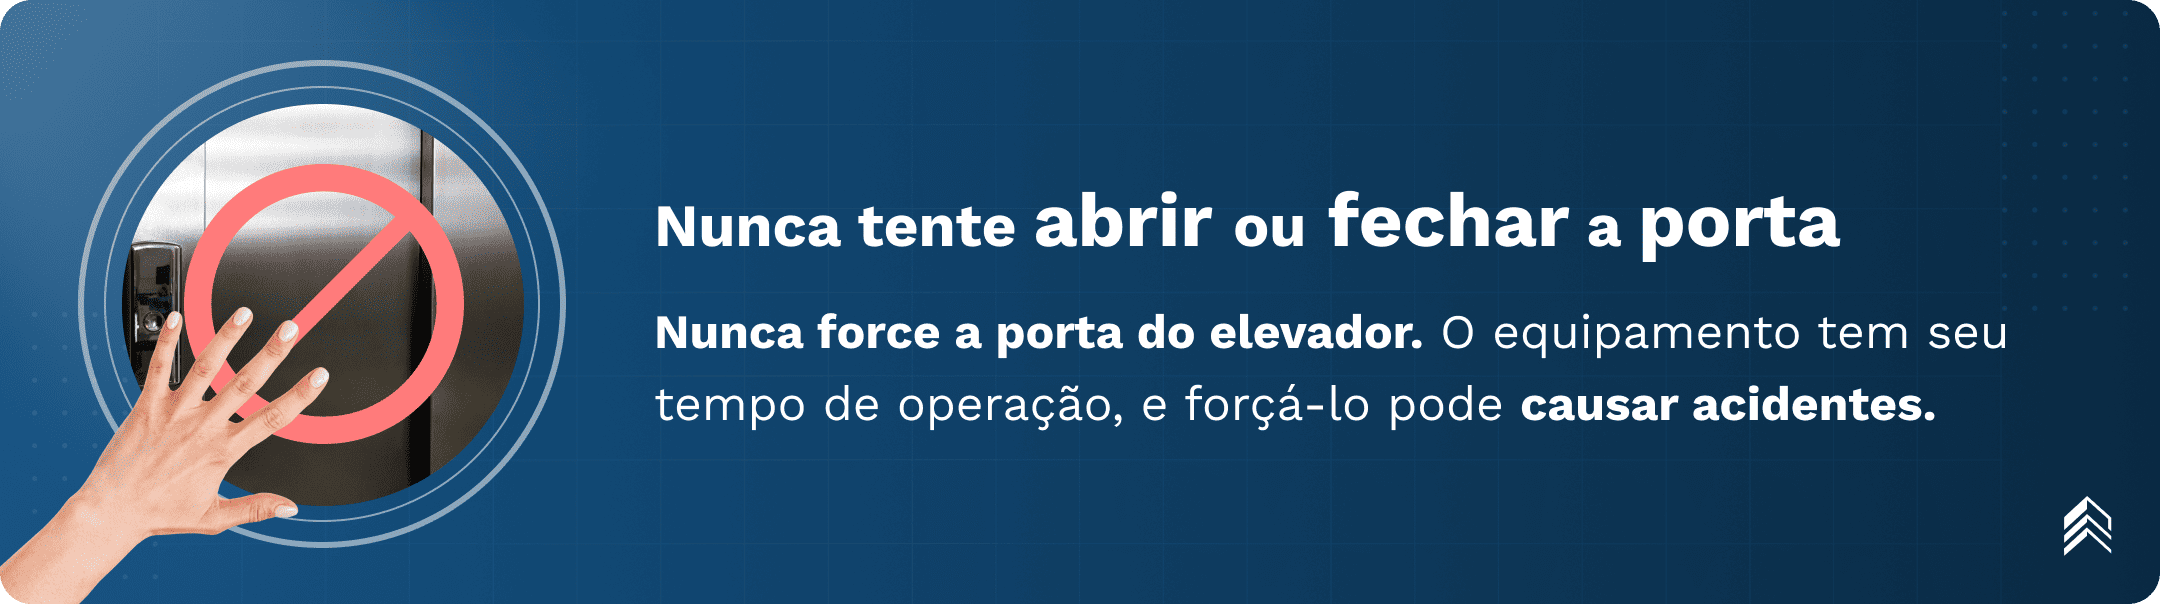 Nunca tente abrir ou fechar a porta
Nunca force a porta do elevador. O equipamento tem seu
tempo de operação, e forçá-lo pode causar acidentes.